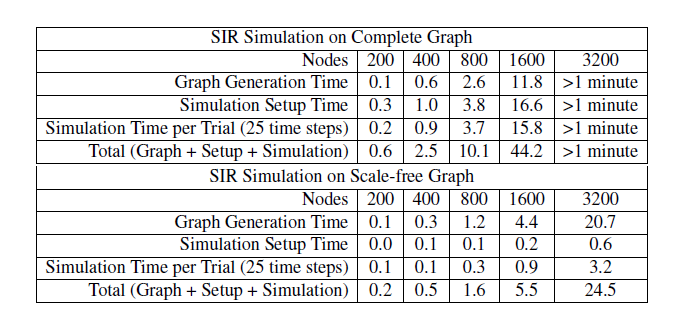 SIR Simulation on Complete Graph
Nodes 200 400 800 1600 3200
Graph Generation Time 0.1 0.6 2.6 11.8 >1 minute
Simulation Setup Time 0.3 1.0 3.8 16.6 >1 minute
Simulation Time per Trial (25 time steps) 0.2 0.9 3.7 15.8 >1 minute
Total (Graph + Setup + Simulation) 0.6 2.5 10.1 44.2 >1 minute
SIR Simulation on Scale-free Graph
Nodes 200 400 800 1600 3200
Graph Generation Time 0.1 0.3 1.2 4.4 20.7
Simulation Setup Time 0.0 0.1 0.1 0.2 0.6
Simulation Time per Trial (25 time steps) 0.1 0.1 0.3 0.9 3.2
Total (Graph + Setup + Simulation) 0.2 0.5 1.6 5.5 24.5